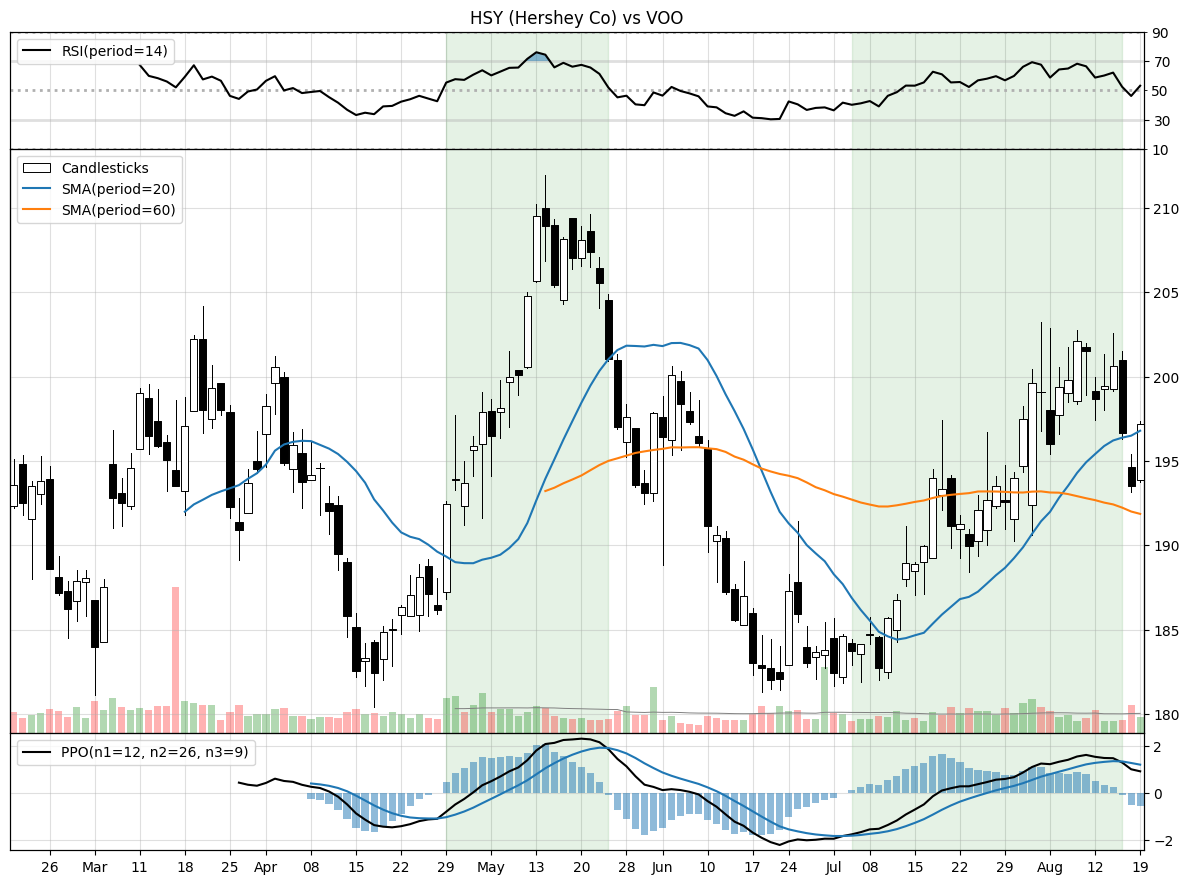 HSY (Hershey Co) vs VOO
RSI(period=14)
90
70
50
30
10
Candlesticks
SMA(period=20)
SMA(period=60)
210
205
200
195
190
185
180
PPO(n1=12, n2=26, n3=9)
2
0
−2
26 Mar 11 18 25 Apr 08 15 22 29 May 13 20 28 Jun 10 17 24 Jul 08 15 22 29 Aug 12 19